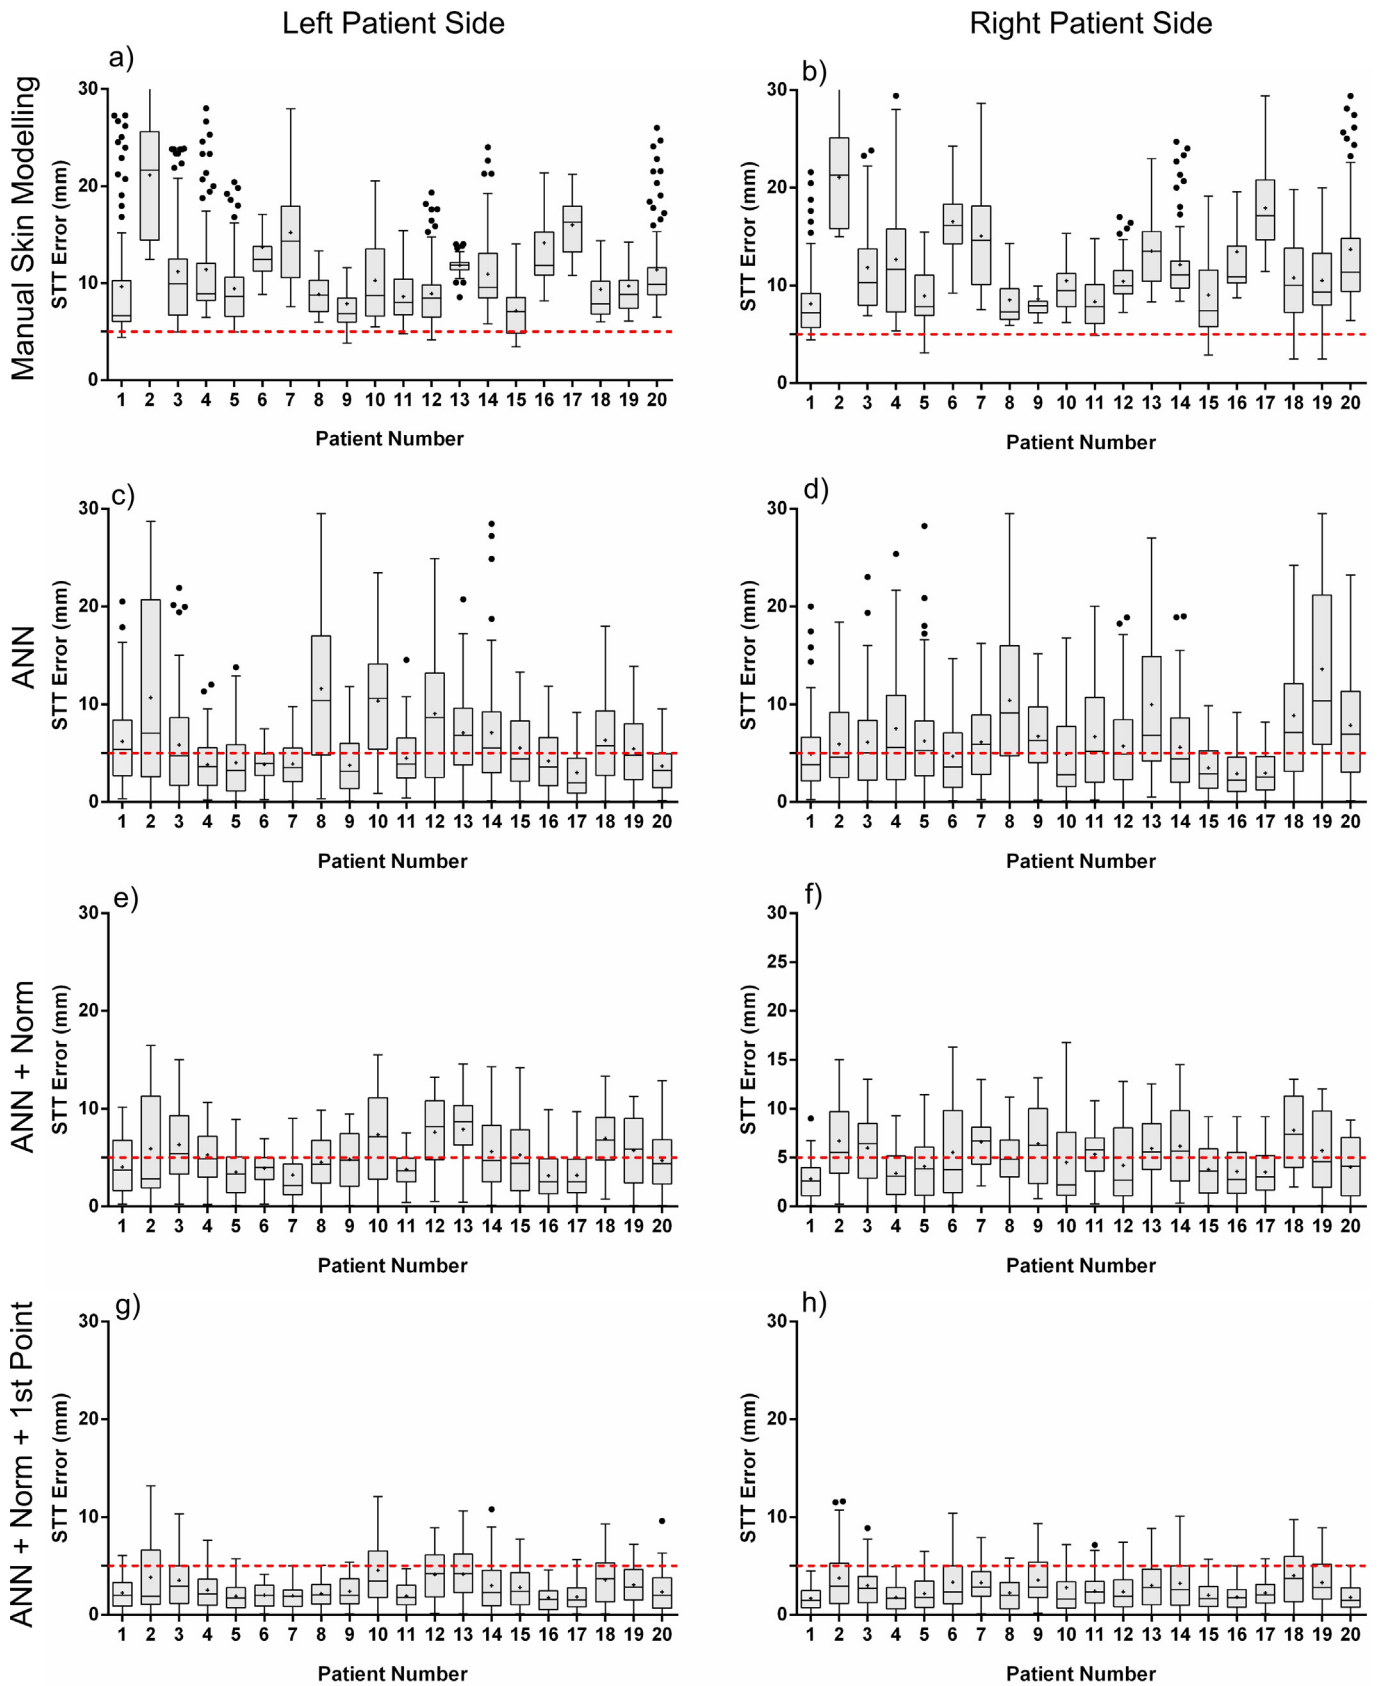 Left Patient Side
Right Patient Side
Manual Skin Modelling
a)
STT Error (mm)
30
20
10
0
1 2 3 4 5 6 7 8 9 10 11 12 13 14 15 16 17 18 19 20
Patient Number
b)
STT Error (mm)
30
20
10
0
1 2 3 4 5 6 7 8 9 10 11 12 13 14 15 16 17 18 19 20
Patient Number
ANN
c)
STT Error (mm)
30
20
10
0
1 2 3 4 5 6 7 8 9 10 11 12 13 14 15 16 17 18 19 20
Patient Number
d)
STT Error (mm)
30
20
10
0
1 2 3 4 5 6 7 8 9 10 11 12 13 14 15 16 17 18 19 20
Patient Number
ANN + Norm
e)
STT Error (mm)
30
20
10
0
1 2 3 4 5 6 7 8 9 10 11 12 13 14 15 16 17 18 19 20
Patient Number
f)
STT Error (mm)
30
25
20
15
10
5
0
1 2 3 4 5 6 7 8 9 10 11 12 13 14 15 16 17 18 19 20
Patient Number
ANN + Norm + 1st Point
g)
STT Error (mm)
30
20
10
0
1 2 3 4 5 6 7 8 9 10 11 12 13 14 15 16 17 18 19 20
Patient Number
h)
STT Error (mm)
30
20
10
0
1 2 3 4 5 6 7 8 9 10 11 12 13 14 15 16 17 18 19 20
Patient Number